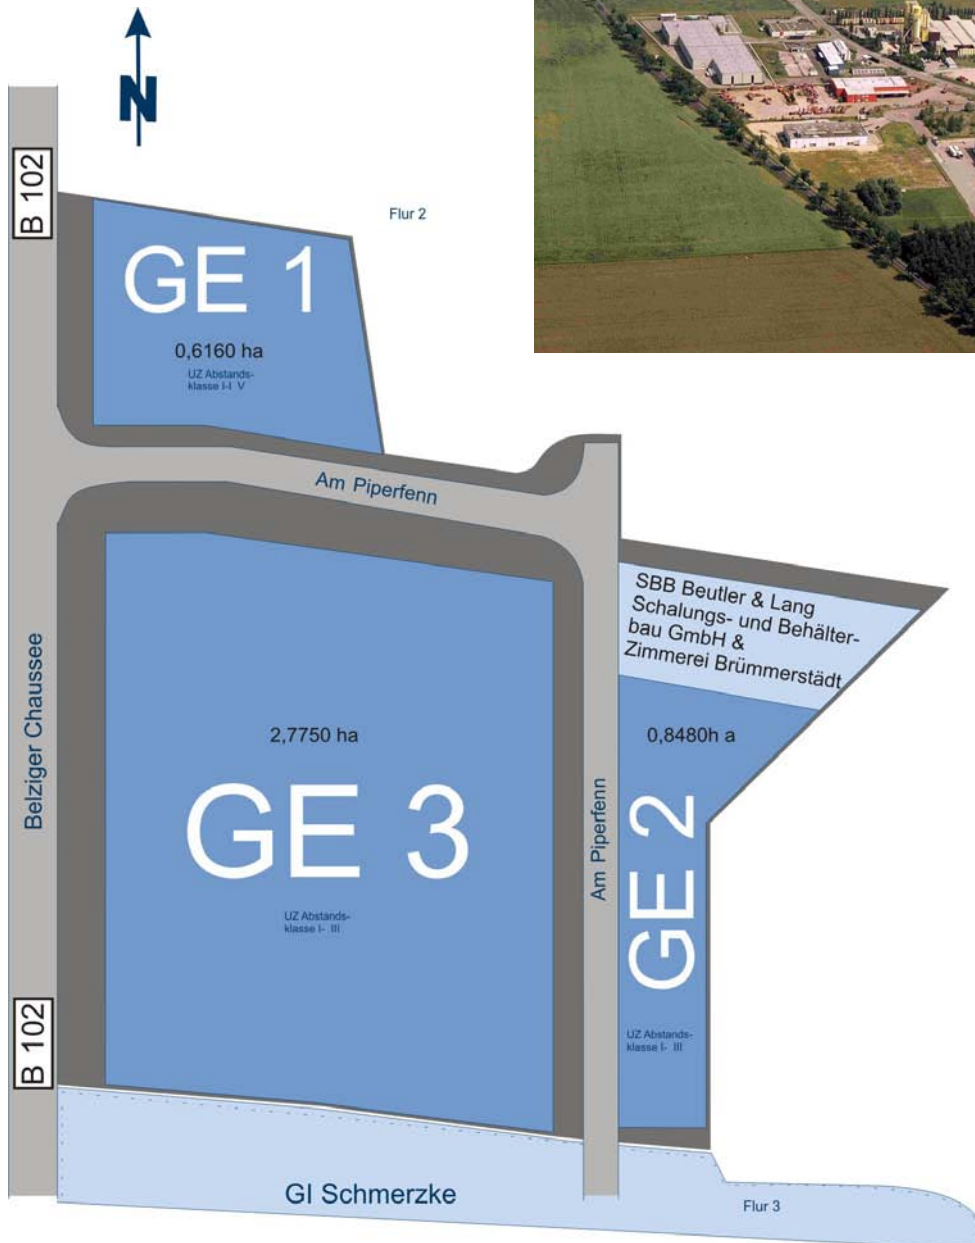 N
B 102
Flur 2
GE 1
0,6160 ha
UZ Abstands-
klasse I-I V
Am Piperfenn
SBB Beutler & Lang
Schalungs- und Behälter-
bau GmbH &
Zimmerei Brümmerstädt
Belziger Chaussee
2,7750 ha
GE 3
UZ Abstands-
klasse I- III
Am Piperfenn
0,8480h a
GE 2
UZ Abstands-
klasse I- III
B 102
GI Schmerzke
Flur 3